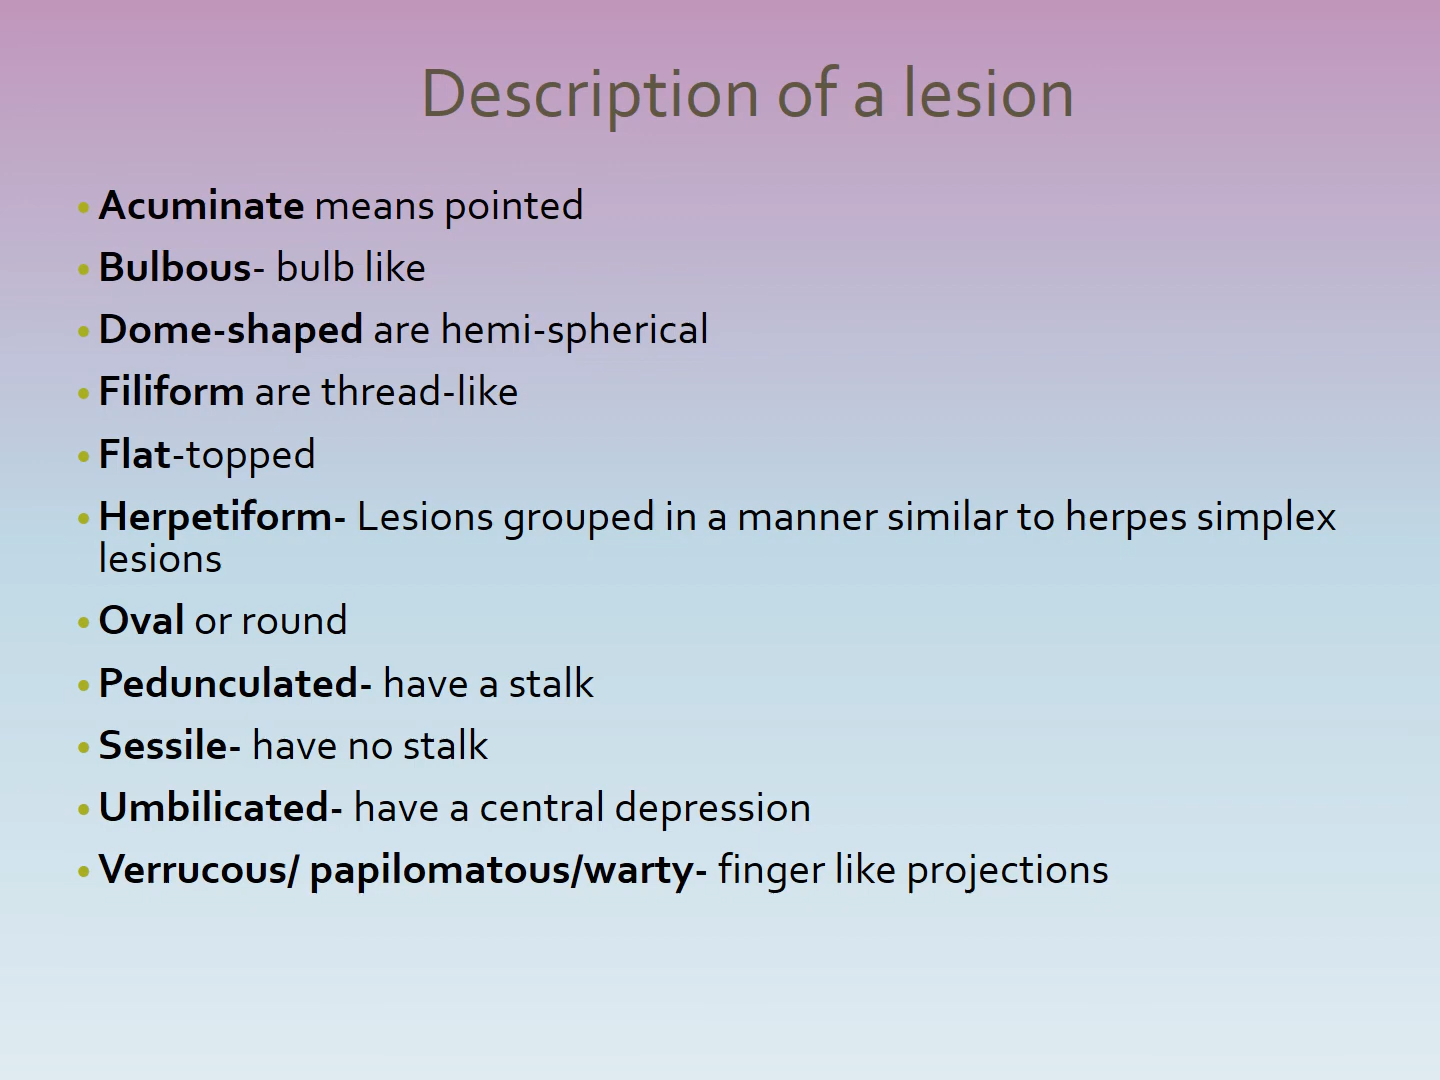 Description of a lesion
• Acuminate means pointed
• Bulbous- bulb like
• Dome-shaped are hemi-spherical
• Filiform are thread-like
• Flat-topped
• Herpetiform- Lesions grouped in a manner similar to herpes simplex
lesions
• Oval or round
• Pedunculated- have a stalk
• Sessile- have no stalk
• Umbilicated- have a central depression
• Verrucous/ papilomatous/warty- finger like projections